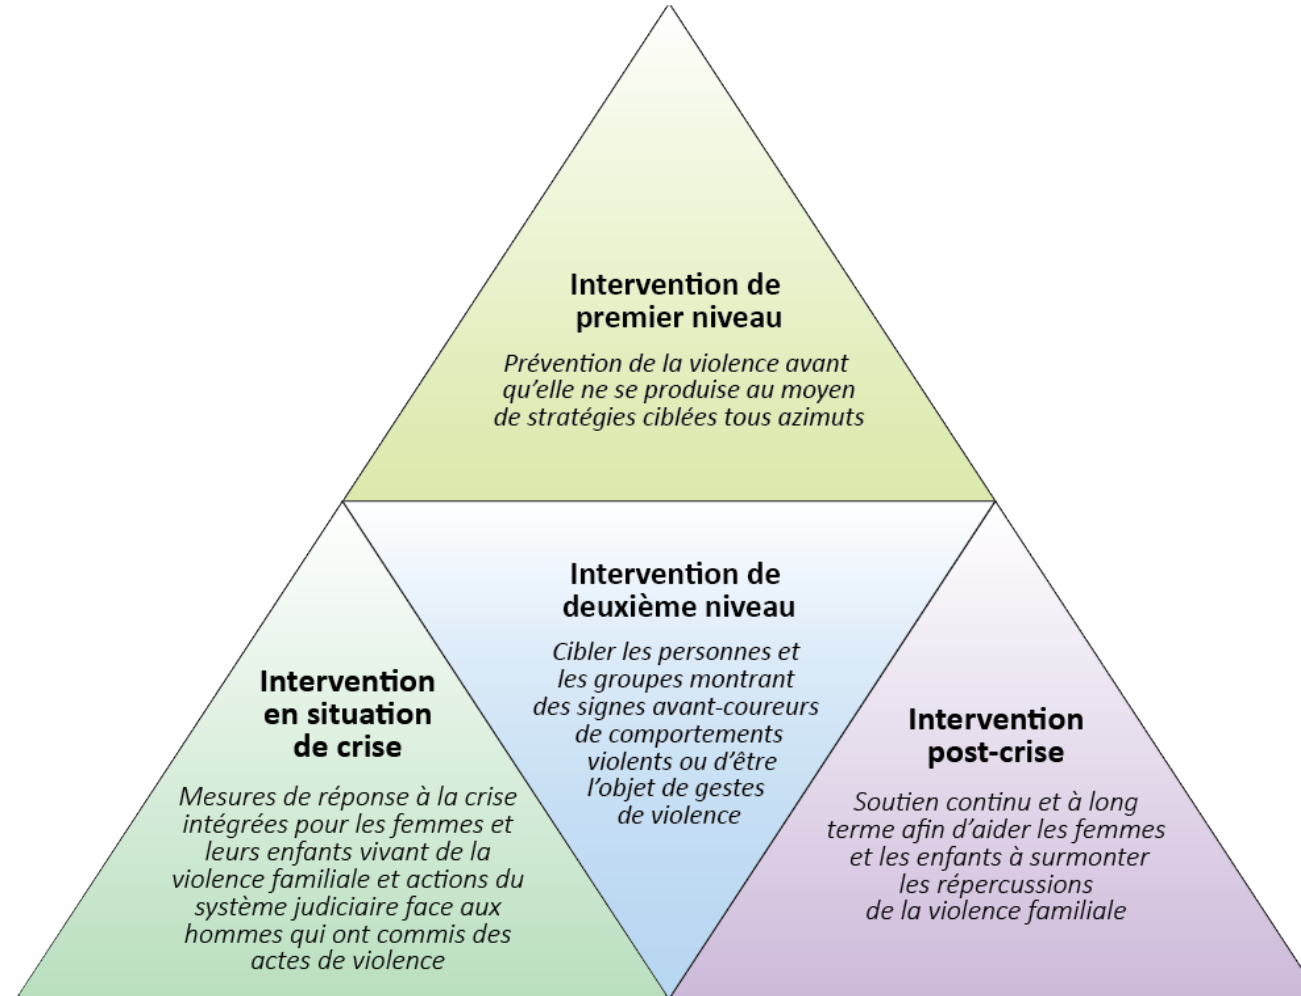 Intervention de
premier niveau
Prévention de la violence avant
qu’elle ne se produise au moyen
de stratégies ciblées tous azimuts
Intervention
en situation
de crise
Mesures de réponse à la crise
intégrées pour les femmes et
leurs enfants vivant de la
violence familiale et actions du
système judiciaire face aux
hommes qui ont commis des
actes de violence
Intervention de
deuxième niveau
Cibler les personnes et
les groupes montrant
des signes avant-coureurs
de comportements
violents ou d’être
l’objet de gestes
de violence
Intervention
post-crise
Soutien continu et à long
terme afin d’aider les femmes
et les enfants à surmonter
les répercussions
de la violence familiale